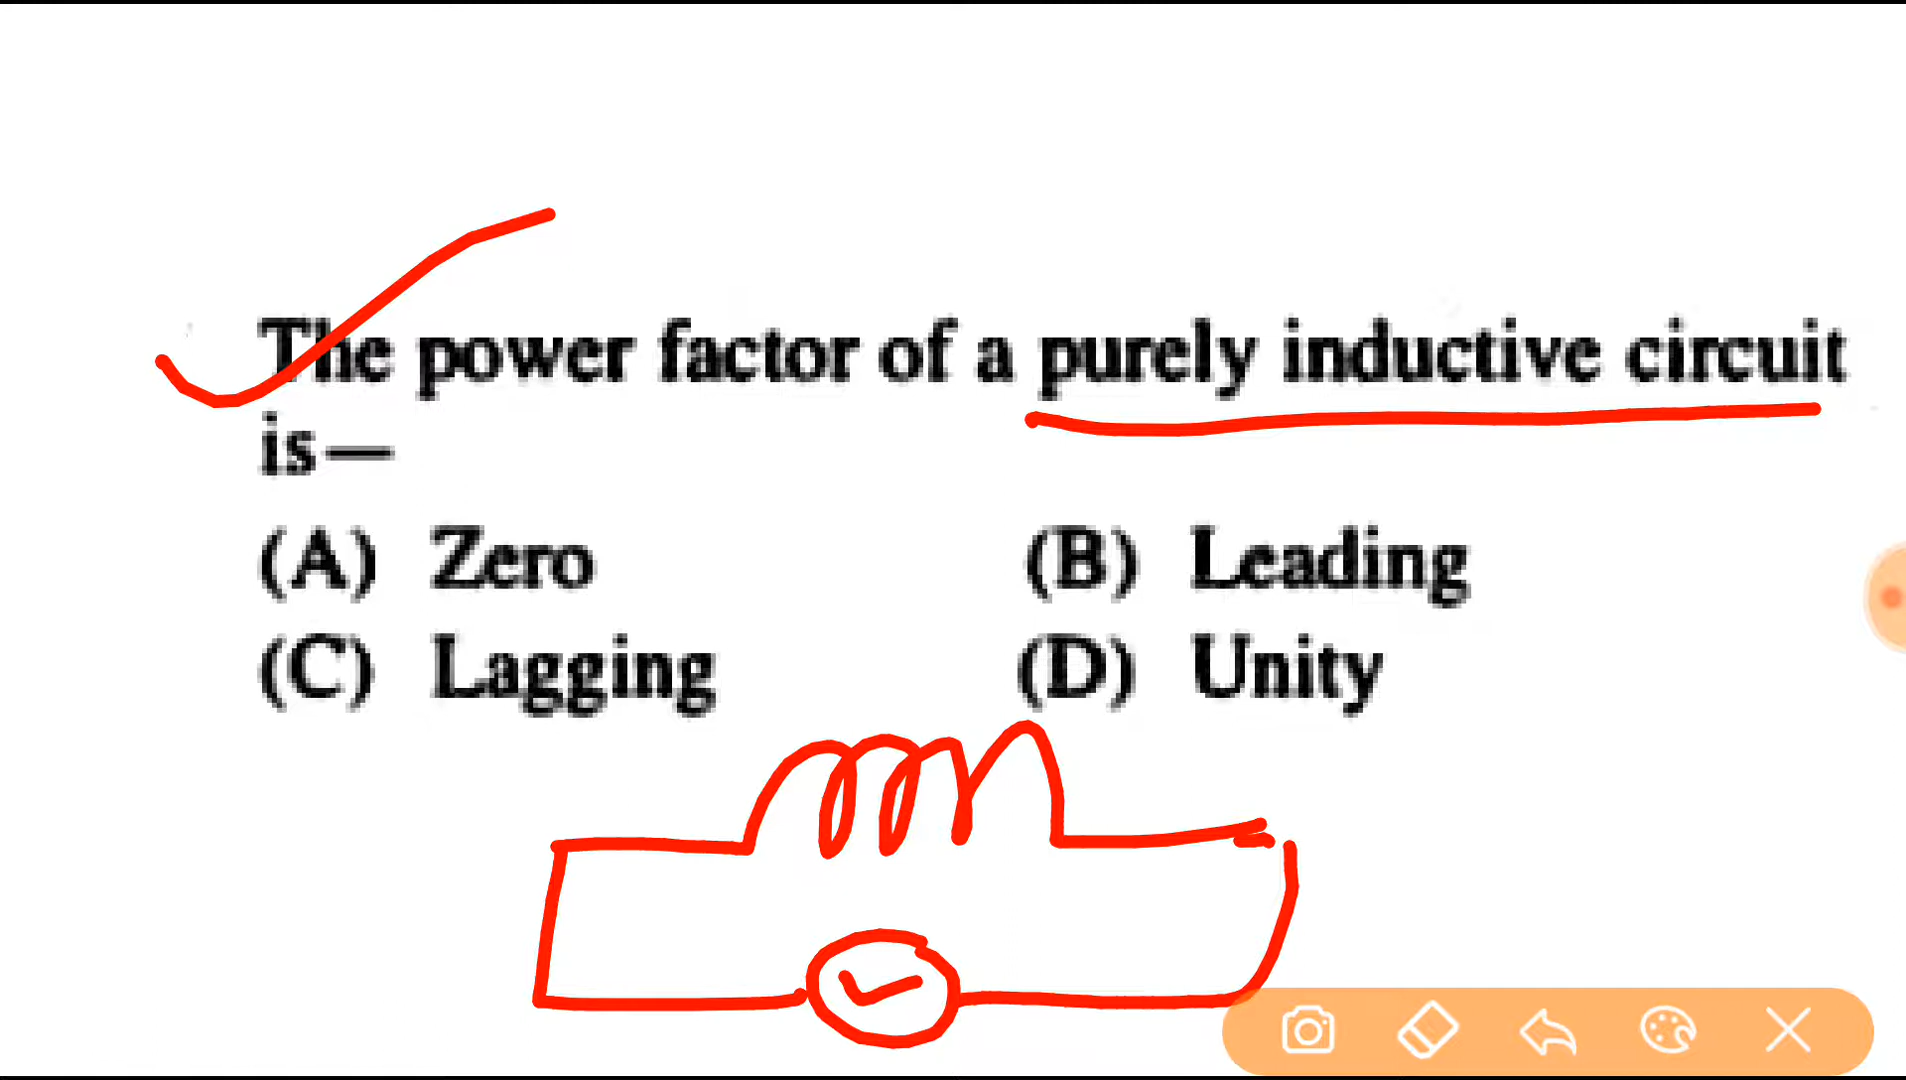 The power factor of a purely inductive circuit
is—
(A) Zero (B) Leading
(C) Lagging (D) Unity